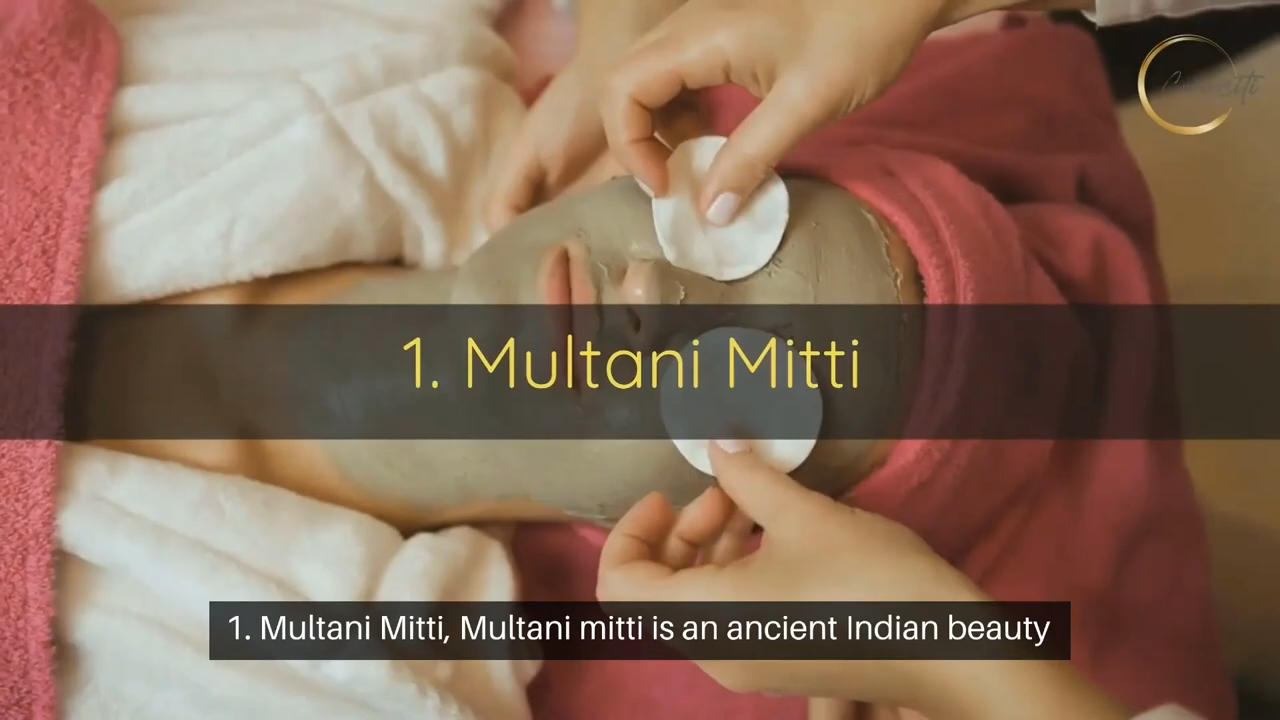 1. Multani Mitti
1. Multani Mitti, Multani mitti is an ancient Indian beauty